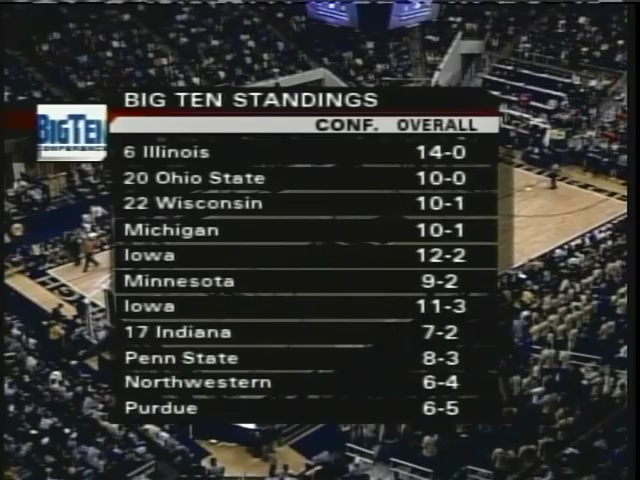 BIG TEN STANDINGS
BIGTEN
CONFERENCE
CONF. OVERALL
6 Illinois 14-0
20 Ohio State 10-0
22 Wisconsin 10-1
Michigan 10-1
Iowa 12-2
Minnesota 9-2
Iowa 11-3
17 Indiana 7-2
Penn State 8-3
Northwestern 6-4
Purdue 6-5